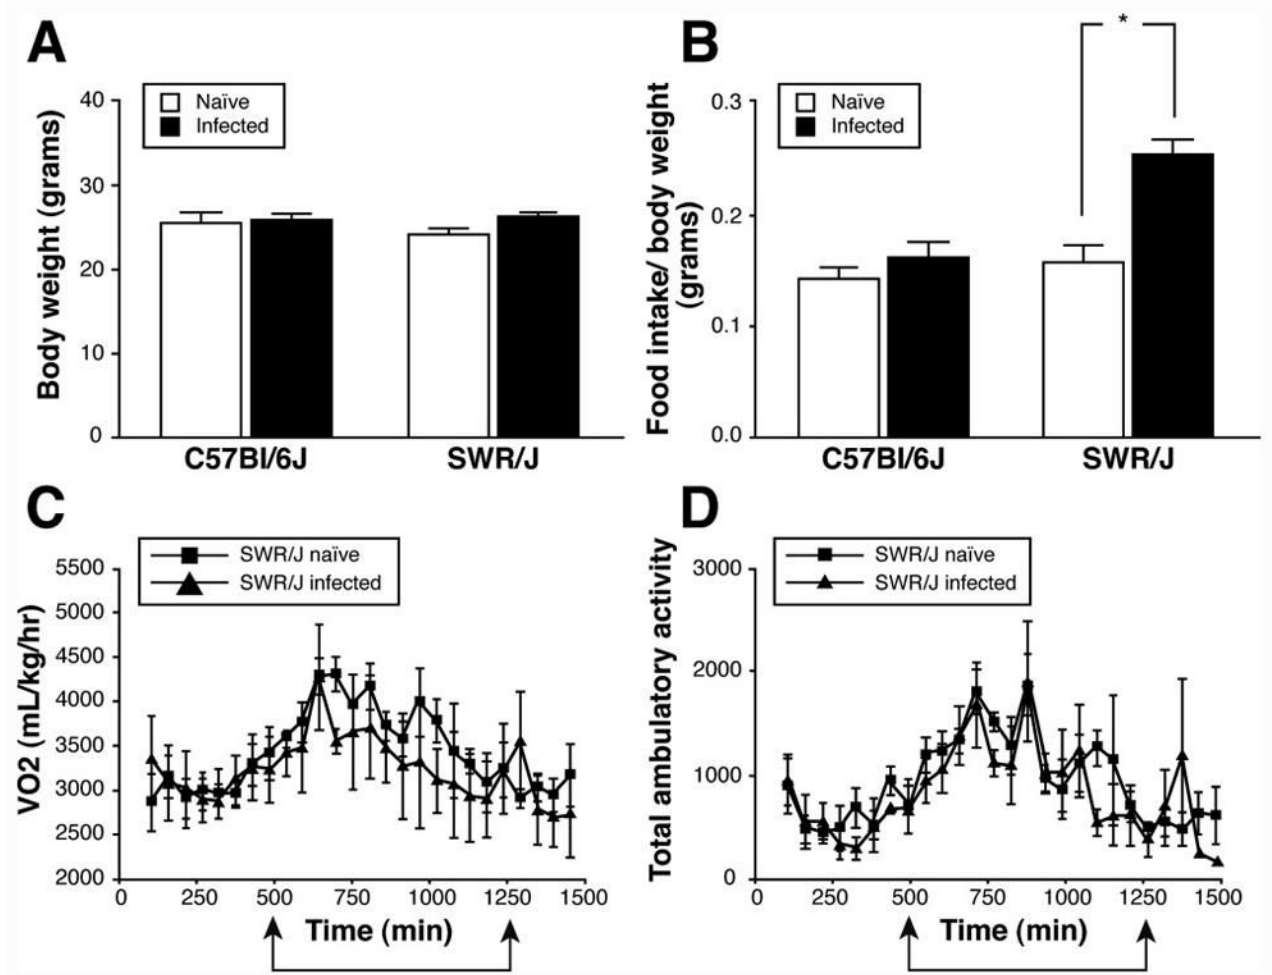 A
Body weight (grams)
40
30
20
10
0
Naïve
Infected
C57Bl/6J
SWR/J
B
Food intake/ body weight
(grams)
0.3
0.2
0.1
0.0
Naïve
Infected
*
C57Bl/6J
SWR/J
C
VO2 (mL/kg/hr)
5500
5000
4500
4000
3500
3000
2500
2000
SWR/J naïve
SWR/J infected
0 250 500 750 1000 1250 1500
Time (min)
D
Total ambulatory activity
3000
2000
1000
0
SWR/J naïve
SWR/J infected
0 250 500 750 1000 1250 1500
Time (min)